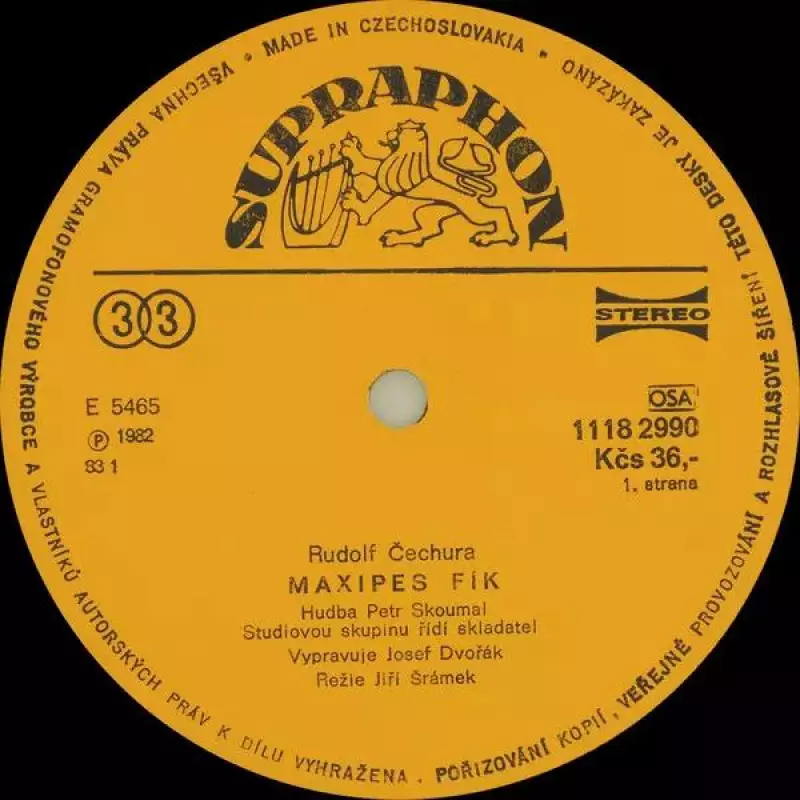 MADE IN CZECHOSLOVAKIA
SUPRAPHON
33
STEREO
E 5465
℗ 1982
83 1
OSA
1118 2990
Kčs 36,-
1. strana
Rudolf Čechura
MAXIPES FÍK
Hudba Petr Skoumal
Studiovou skupinu řídí skladatel
Vypravuje Josef Dvořák
Režie Jiří Šrámek
VŠECHNA PRÁVA GRAMOFONOVÉHO VÝROBCE A VLASTNÍKŮ AUTORSKÝCH PRÁV K DÍLU VYHRAŽENA . POŘIZOVÁNÍ KOPIÍ , VEŘEJNÉ PROVOZOVÁNÍ A ROZHLASOVÉ ŠÍŘENÍ TÉTO DESKY JE ZAKÁZÁNO